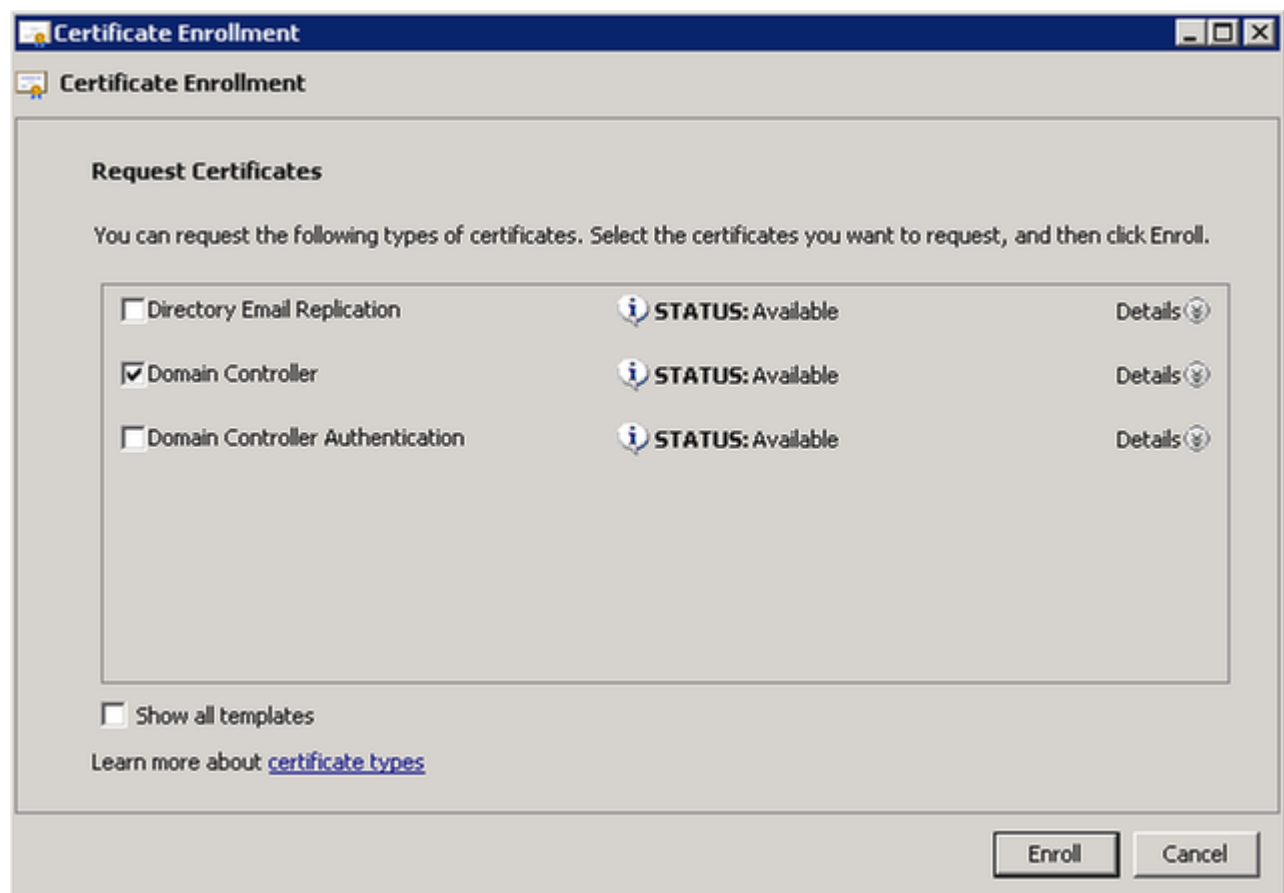 Certificate Enrollment
Certificate Enrollment
Request Certificates
You can request the following types of certificates. Select the certificates you want to request, and then click Enroll.
Directory Email Replication STATUS: Available Details
Domain Controller STATUS: Available Details
Domain Controller Authentication STATUS: Available Details
Show all templates
Learn more about certificate types
Enroll Cancel